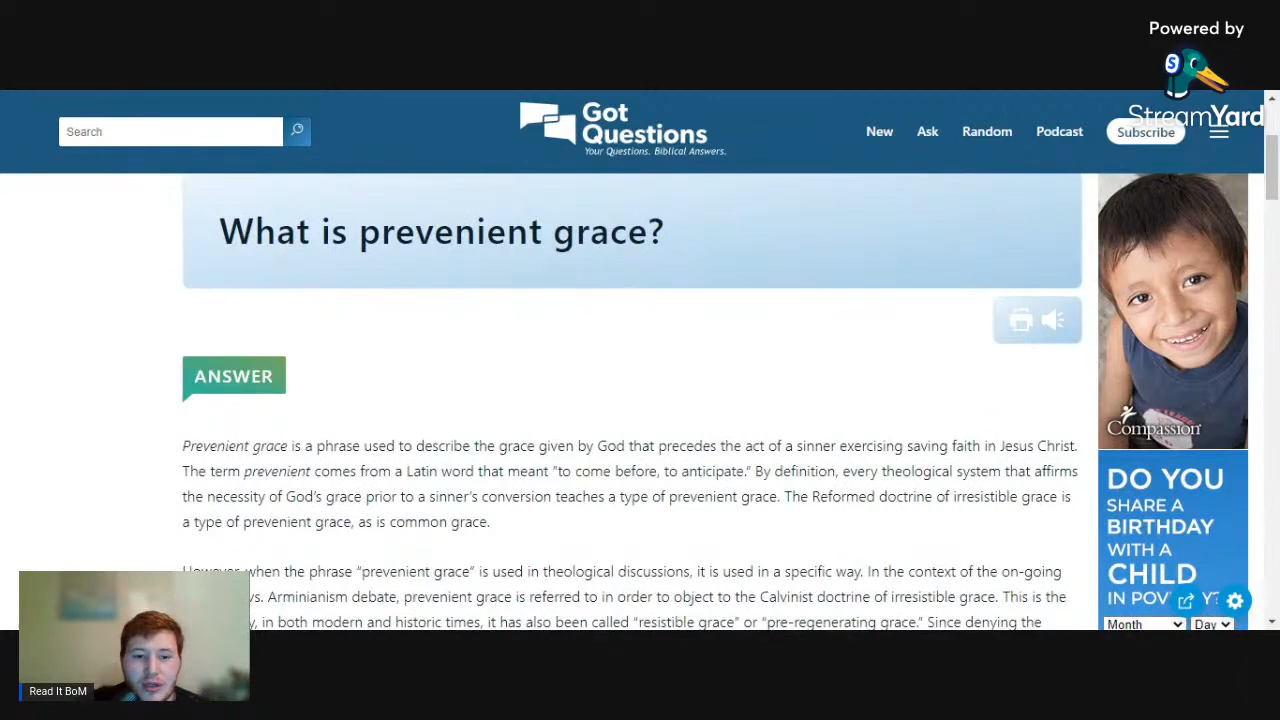 Powered by
StreamYard
Search
Got
Questions
Your Questions. Biblical Answers.
New
Ask
Random
Podcast
Subscribe
What is prevenient grace?
ANSWER
Prevenient grace is a phrase used to describe the grace given by God that precedes the act of a sinner exercising saving faith in Jesus Christ.
The term prevenient comes from a Latin word that meant "to come before, to anticipate." By definition, every theological system that affirms
the necessity of God's grace prior to a sinner's conversion teaches a type of prevenient grace. The Reformed doctrine of irresistible grace is
a type of prevenient grace, as is common grace.
However, when the phrase “prevenient grace” is used in theological discussions, it is used in a specific way. In the context of the on-going
vs. Arminianism debate, prevenient grace is referred to in order to object to the Calvinist doctrine of irresistible grace. This is the
in both modern and historic times, it has also been called “resistible grace” or “pre-regenerating grace.” Since denying the
Compassion
DO YOU
SHARE A
BIRTHDAY
WITH A
CHILD
IN POV Y?
Month
Day
Read It BoM